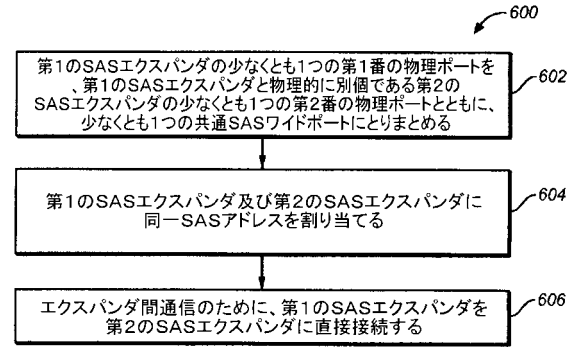 600
第1のSASエクスパンダの少なくとも1つの第1番の物理ポートを
、第1のSASエクスパンダと物理的に別個である第2の
SASエクスパンダの少なくとも1つの第2番の物理ポートとともに、
少なくとも1つの共通SASワイドポートにとりまとめる
602
第1のSASエクスパンダ及び第2のSASエクスパンダに
同一SASアドレスを割り当てる
604
エクスパンダ間通信のために、第1のSASエクスパンダを
第2のSASエクスパンダに直接接続する
606